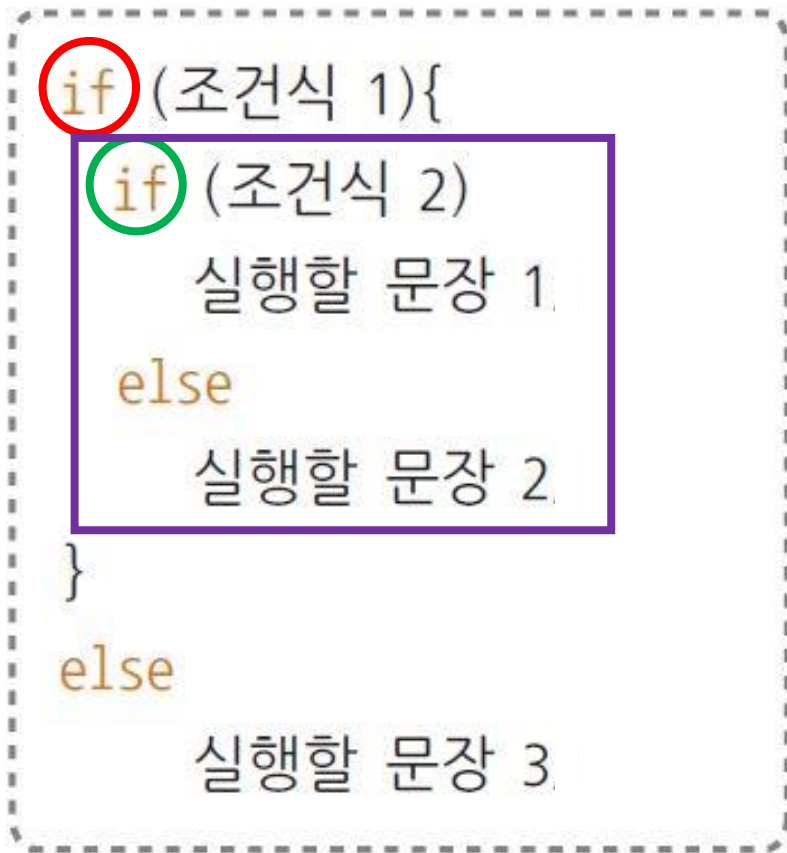 if (조건식 1){
if (조건식 2)
실행할 문장 1;
else
실행할 문장 2;
}
else
실행할 문장 3;